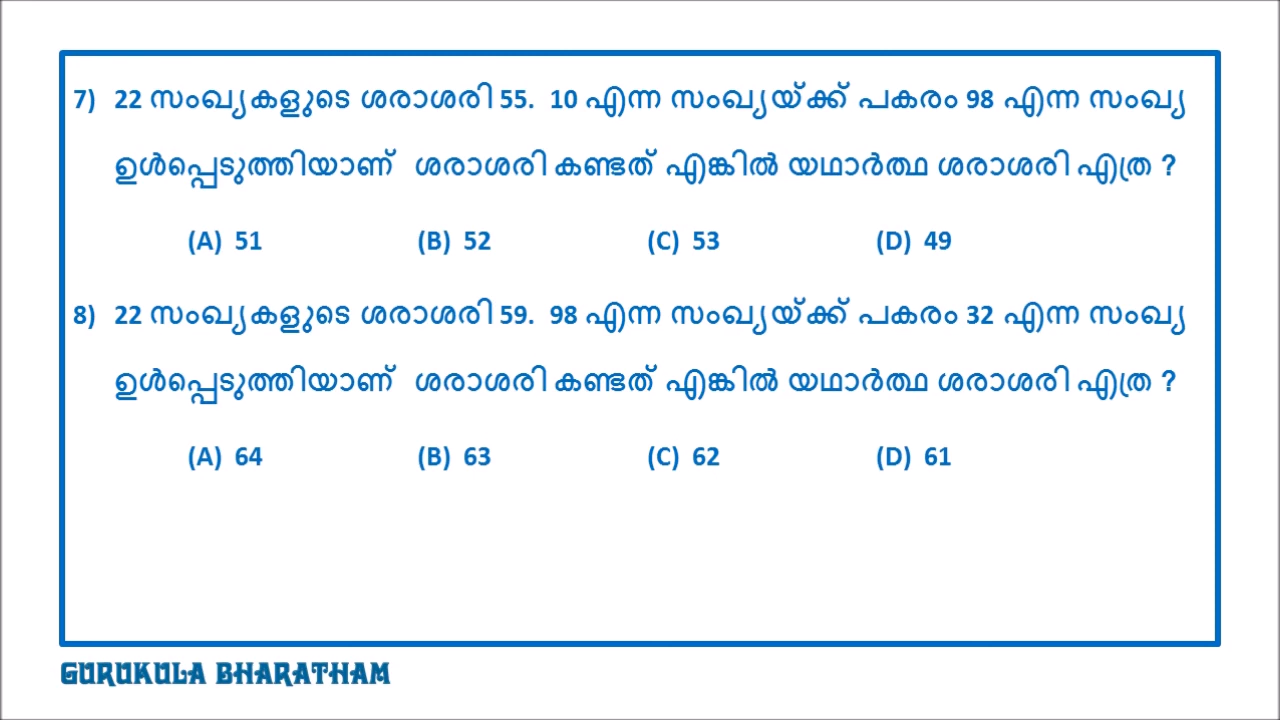 7) 22 സംഖ്യകളുടെ ശരാശരി 55. 10 എന്ന സംഖ്യയ്ക്ക് പകരം 98 എന്ന സംഖ്യ
ഉൾപ്പെടുത്തിയാണ് ശരാശരി കണ്ടത് എങ്കിൽ യഥാർത്ഥ ശരാശരി എത്ര ?
(A) 51 (B) 52 (C) 53 (D) 49
8) 22 സംഖ്യകളുടെ ശരാശരി 59. 98 എന്ന സംഖ്യയ്ക്ക് പകരം 32 എന്ന സംഖ്യ
ഉൾപ്പെടുത്തിയാണ് ശരാശരി കണ്ടത് എങ്കിൽ യഥാർത്ഥ ശരാശരി എത്ര ?
(A) 64 (B) 63 (C) 62 (D) 61
GURUKULA BHARATHAM